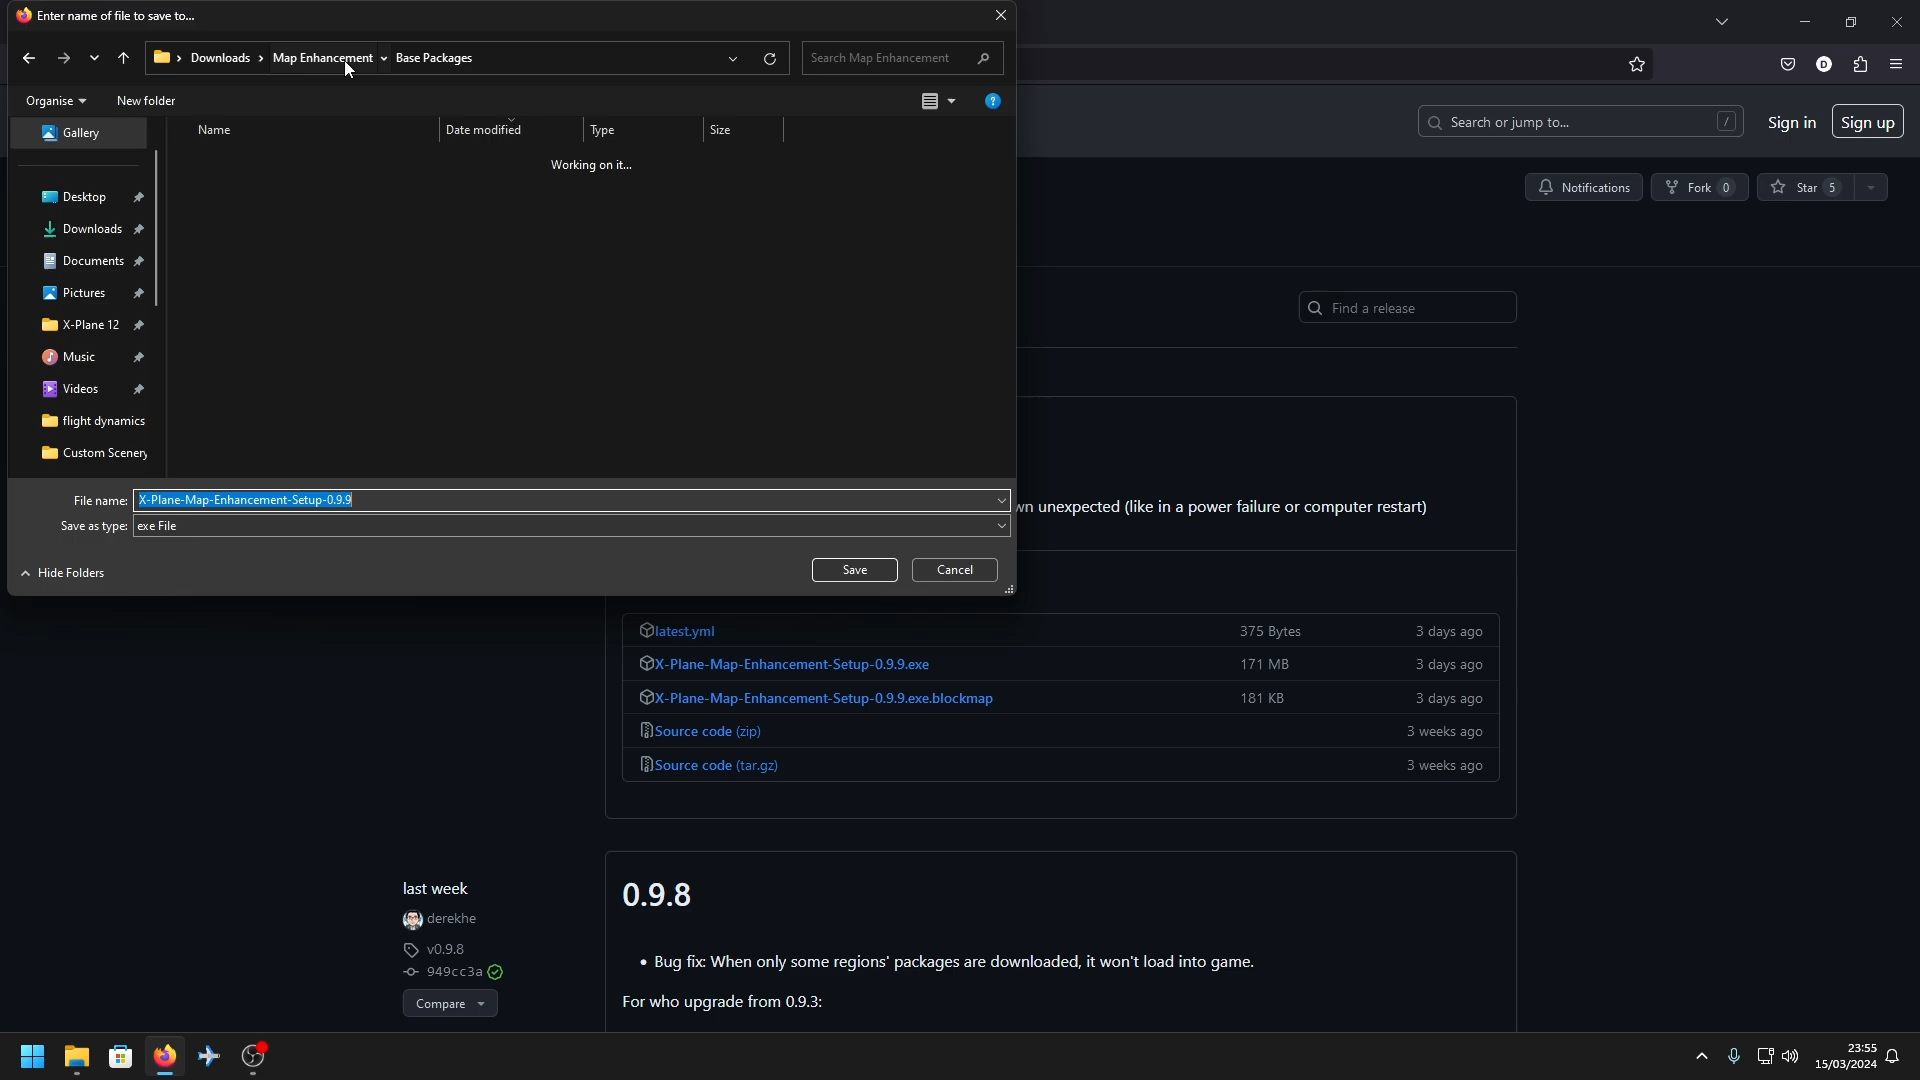 Enter name of file to save to...
Downloads Map Enhancement Base Packages
Search Map Enhancement
Organise New folder
?
Gallery
Name Date modified Type Size
Working on it...
Desktop
Downloads
Documents
Pictures
X-Plane 12
Music
Videos
flight dynamics
Custom Scenery
File name: X-Plane-Map-Enhancement-Setup-0.9.9
Save as type: exe File
Hide Folders
Save Cancel
D
Search or jump to... /
Sign in Sign up
Notifications Fork 0 Star 5
Find a release
wn unexpected (like in a power failure or computer restart)
latest.yml 375 Bytes 3 days ago
X-Plane-Map-Enhancement-Setup-0.9.9.exe 171 MB 3 days ago
X-Plane-Map-Enhancement-Setup-0.9.9.exe.blockmap 181 KB 3 days ago
Source code (zip) 3 weeks ago
Source code (tar.gz) 3 weeks ago
last week
derekhe
v0.9.8
949cc3a
Compare
0.9.8
• Bug fix: When only some regions' packages are downloaded, it won't load into game.
For who upgrade from 0.9.3:
23:55
15/03/2024